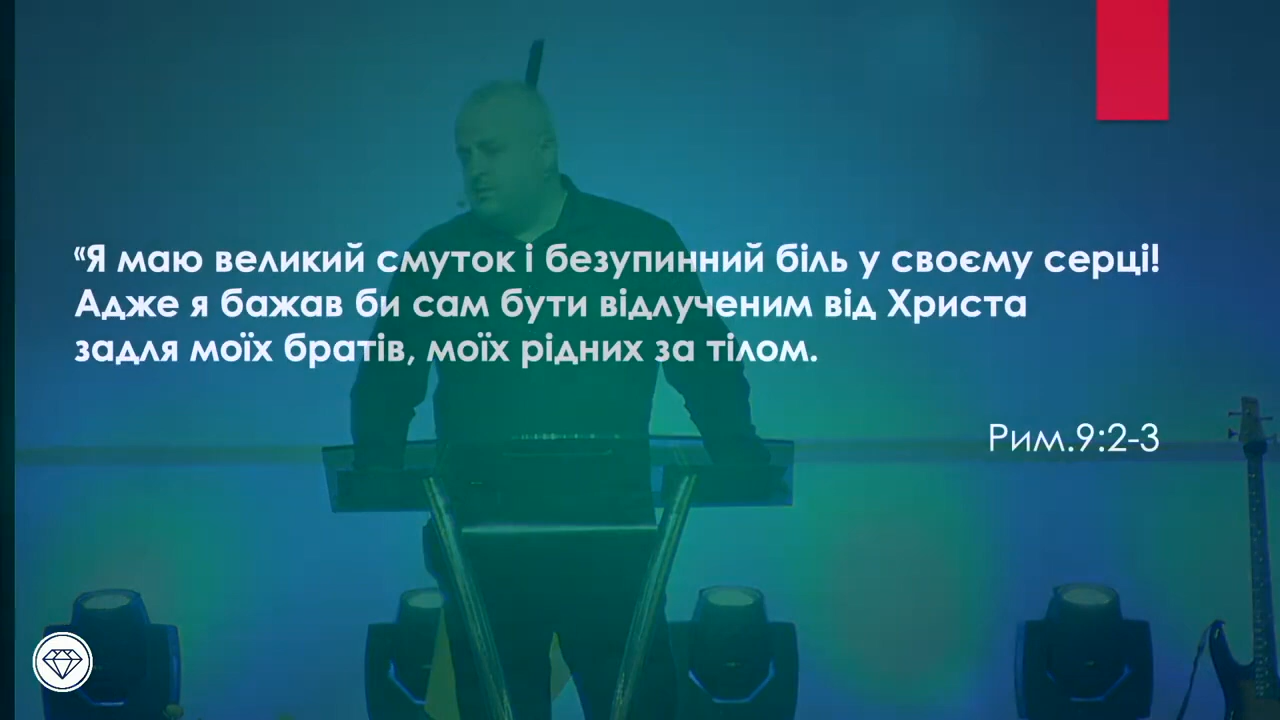 “Я маю великий смуток і безупинний біль у своєму серці!
Адже я бажав би сам бути відлученим від Христа
задля моїх братів, моїх рідних за тілом.
Рим.9:2-3